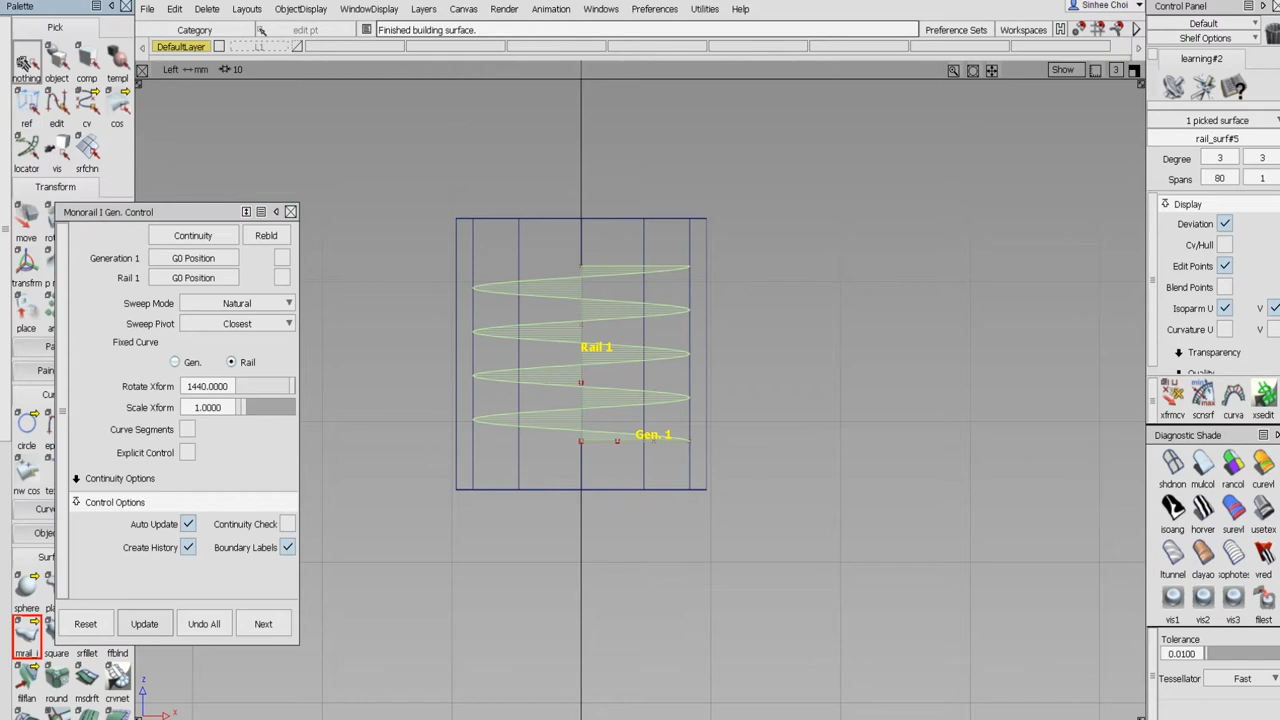 Palette
File
Edit
Delete
Layouts
ObjectDisplay
WindowDisplay
Layers
Canvas
Render
Animation
Windows
Preferences
Utilities
Help
Sinhee Choi
Control Panel
Pick
Category
edit pt
Finished building surface.
Preference Sets
Workspaces
Default
Shelf Options
DefaultLayer
L1
learning#2
Left
mm
10
Show
3
nothing
object
comp
templ
ref
edit
cv
cos
locator
vis
srfchn
Transform
1 picked surface
rail_surf#5
Degree
3
3
Spans
80
1
Display
Deviation
Cv/Hull
Edit Points
Blend Points
Isoparm U
V
Curvature U
V
Transparency
xfrmcv
scnsrf
curva
xsedit
Diagnostic Shade
shdnon
mulcol
rancol
curevl
isoang
horver
surevl
usetex
ltunnel
clayao
vred
vis1
vis2
vis3
filest
Tolerance
0.0100
Tessellator
Fast
Monorail I Gen. Control
Continuity
Rebld
Generation 1
G0 Position
Rail 1
G0 Position
Sweep Mode
Natural
Sweep Pivot
Closest
Fixed Curve
Gen.
Rail
Rotate Xform
1440.0000
Scale Xform
1.0000
Curve Segments
Explicit Control
Continuity Options
Control Options
Auto Update
Continuity Check
Create History
Boundary Labels
Reset
Update
Undo All
Next
Rail 1
Gen. 1
u
u
u
move
transfrm
place
circle
nw cos
sphere
mrail_i
square
srfillet
ffblnd
filflan
round
msdrft
crvnet
z
x